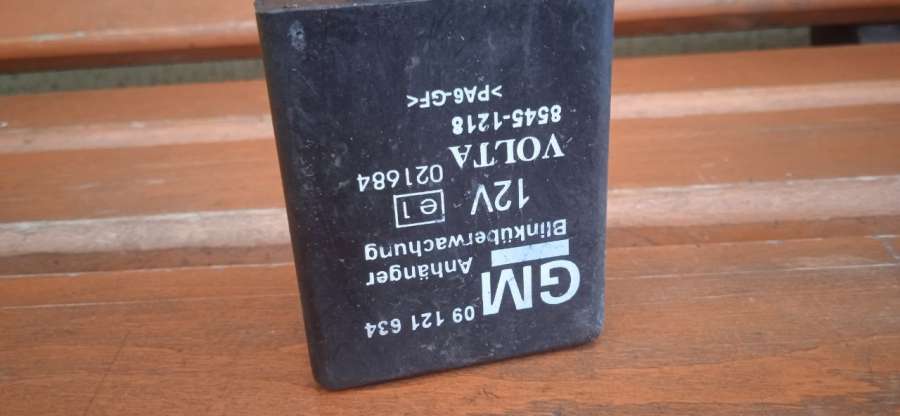 09 121 634
GM Anhänger
Blinküberwachung
12V e1 021684
VOLTA
8545-1218
>PA6-GF<